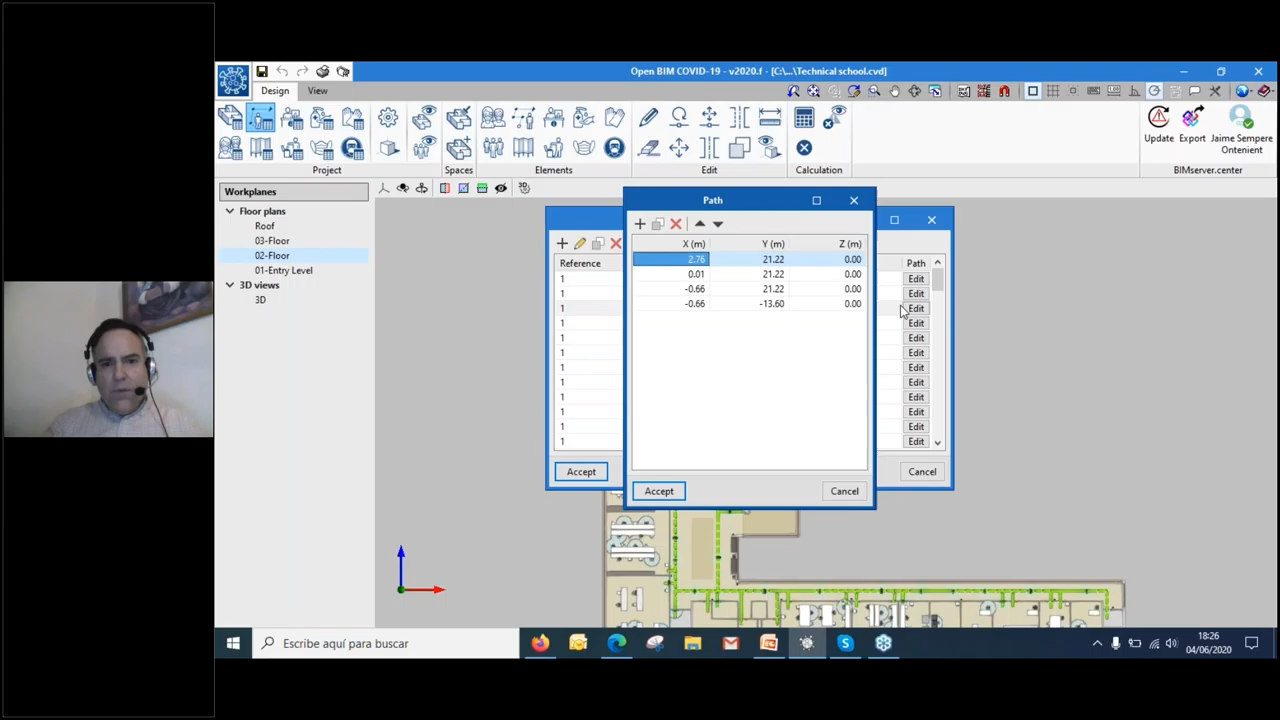 Open BIM COVID-19 - v2020.f - [C:\...\Technical school.cvd]
Design View
Update Export Jaime Sempere Ontenient
Project Spaces Elements Edit Calculation BIMserver.center
Workplanes
Floor plans
Roof
03-Floor
02-Floor
01-Entry Level
3D views
3D
Path
X (m) Y (m) Z (m)
2.76 21.22 0.00
0.01 21.22 0.00
-0.66 21.22 0.00
-0.66 -13.60 0.00
Accept Cancel
Reference Path
1 Edit
1 Edit
1 Edit
1 Edit
1 Edit
1 Edit
1 Edit
1 Edit
1 Edit
1 Edit
1 Edit
1 Edit
Accept Cancel
Escribe aquí para buscar
18:26
04/06/2020